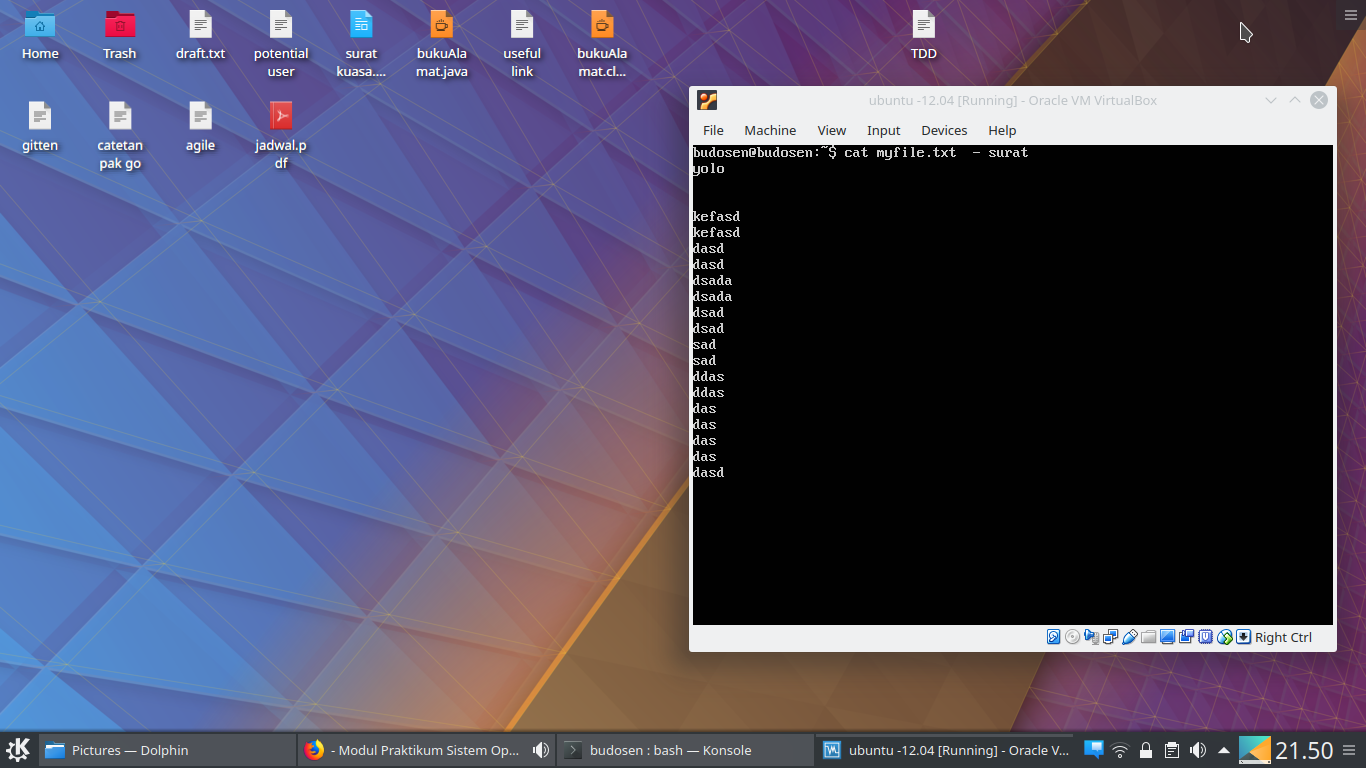 Home
Trash
draft.txt
potential
user
surat
kuasa....
bukuAla
mat.java
useful
link
bukuAla
mat.cl...
TDD
gitten
catetan
pak go
agile
jadwal.p
df
ubuntu -12.04 [Running] - Oracle VM VirtualBox
File Machine View Input Devices Help
budosen@budosen:~$ cat myfile.txt  - surat
yolo
kefasd
kefasd
dasd
dasd
dsada
dsada
dsad
dsad
sad
sad
ddas
ddas
das
das
das
das
dasd
Right Ctrl
Pictures — Dolphin
- Modul Praktikum Sistem Op...
budosen : bash — Konsole
ubuntu -12.04 [Running] - Oracle V...
21.50